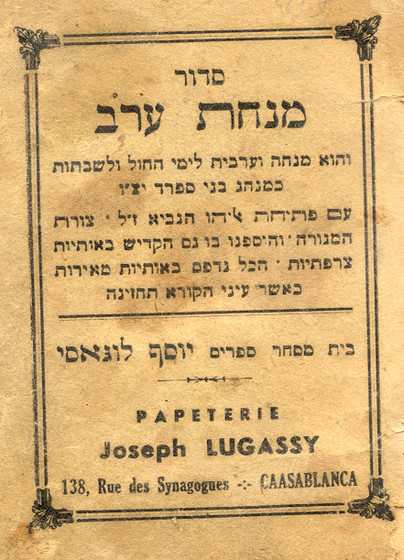 סדור
מנחת ערב
והוא מנחה וערבית לימי החול ולשבתות
כמנהג בני ספרד יצ״ו
עם פתיחת אליהו הנביא ז״ל · צורת
המנורה · והוספנו בו גם הקדיש באותיות
צרפתיות · הכל נדפס באותיות מאירות
כאשר עיני הקורא תחזינה
בית מסחר ספרים יוסף לוגאסי
PAPETERIE
Joseph LUGASSY
138, Rue des Synagogues -:- CAASABLANCA